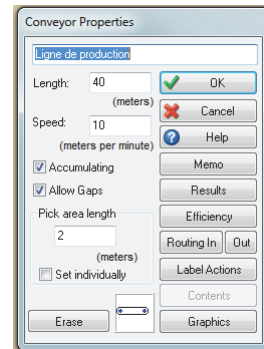 Conveyor Properties
Ligne de production
Length: 40
(meters)
Speed: 10
(meters per minute)
Accumulating
Allow Gaps
Pick area length
2
(meters)
Set individually
Erase
OK
Cancel
Help
Memo
Results
Efficiency
Routing In Out
Label Actions
Contents
Graphics